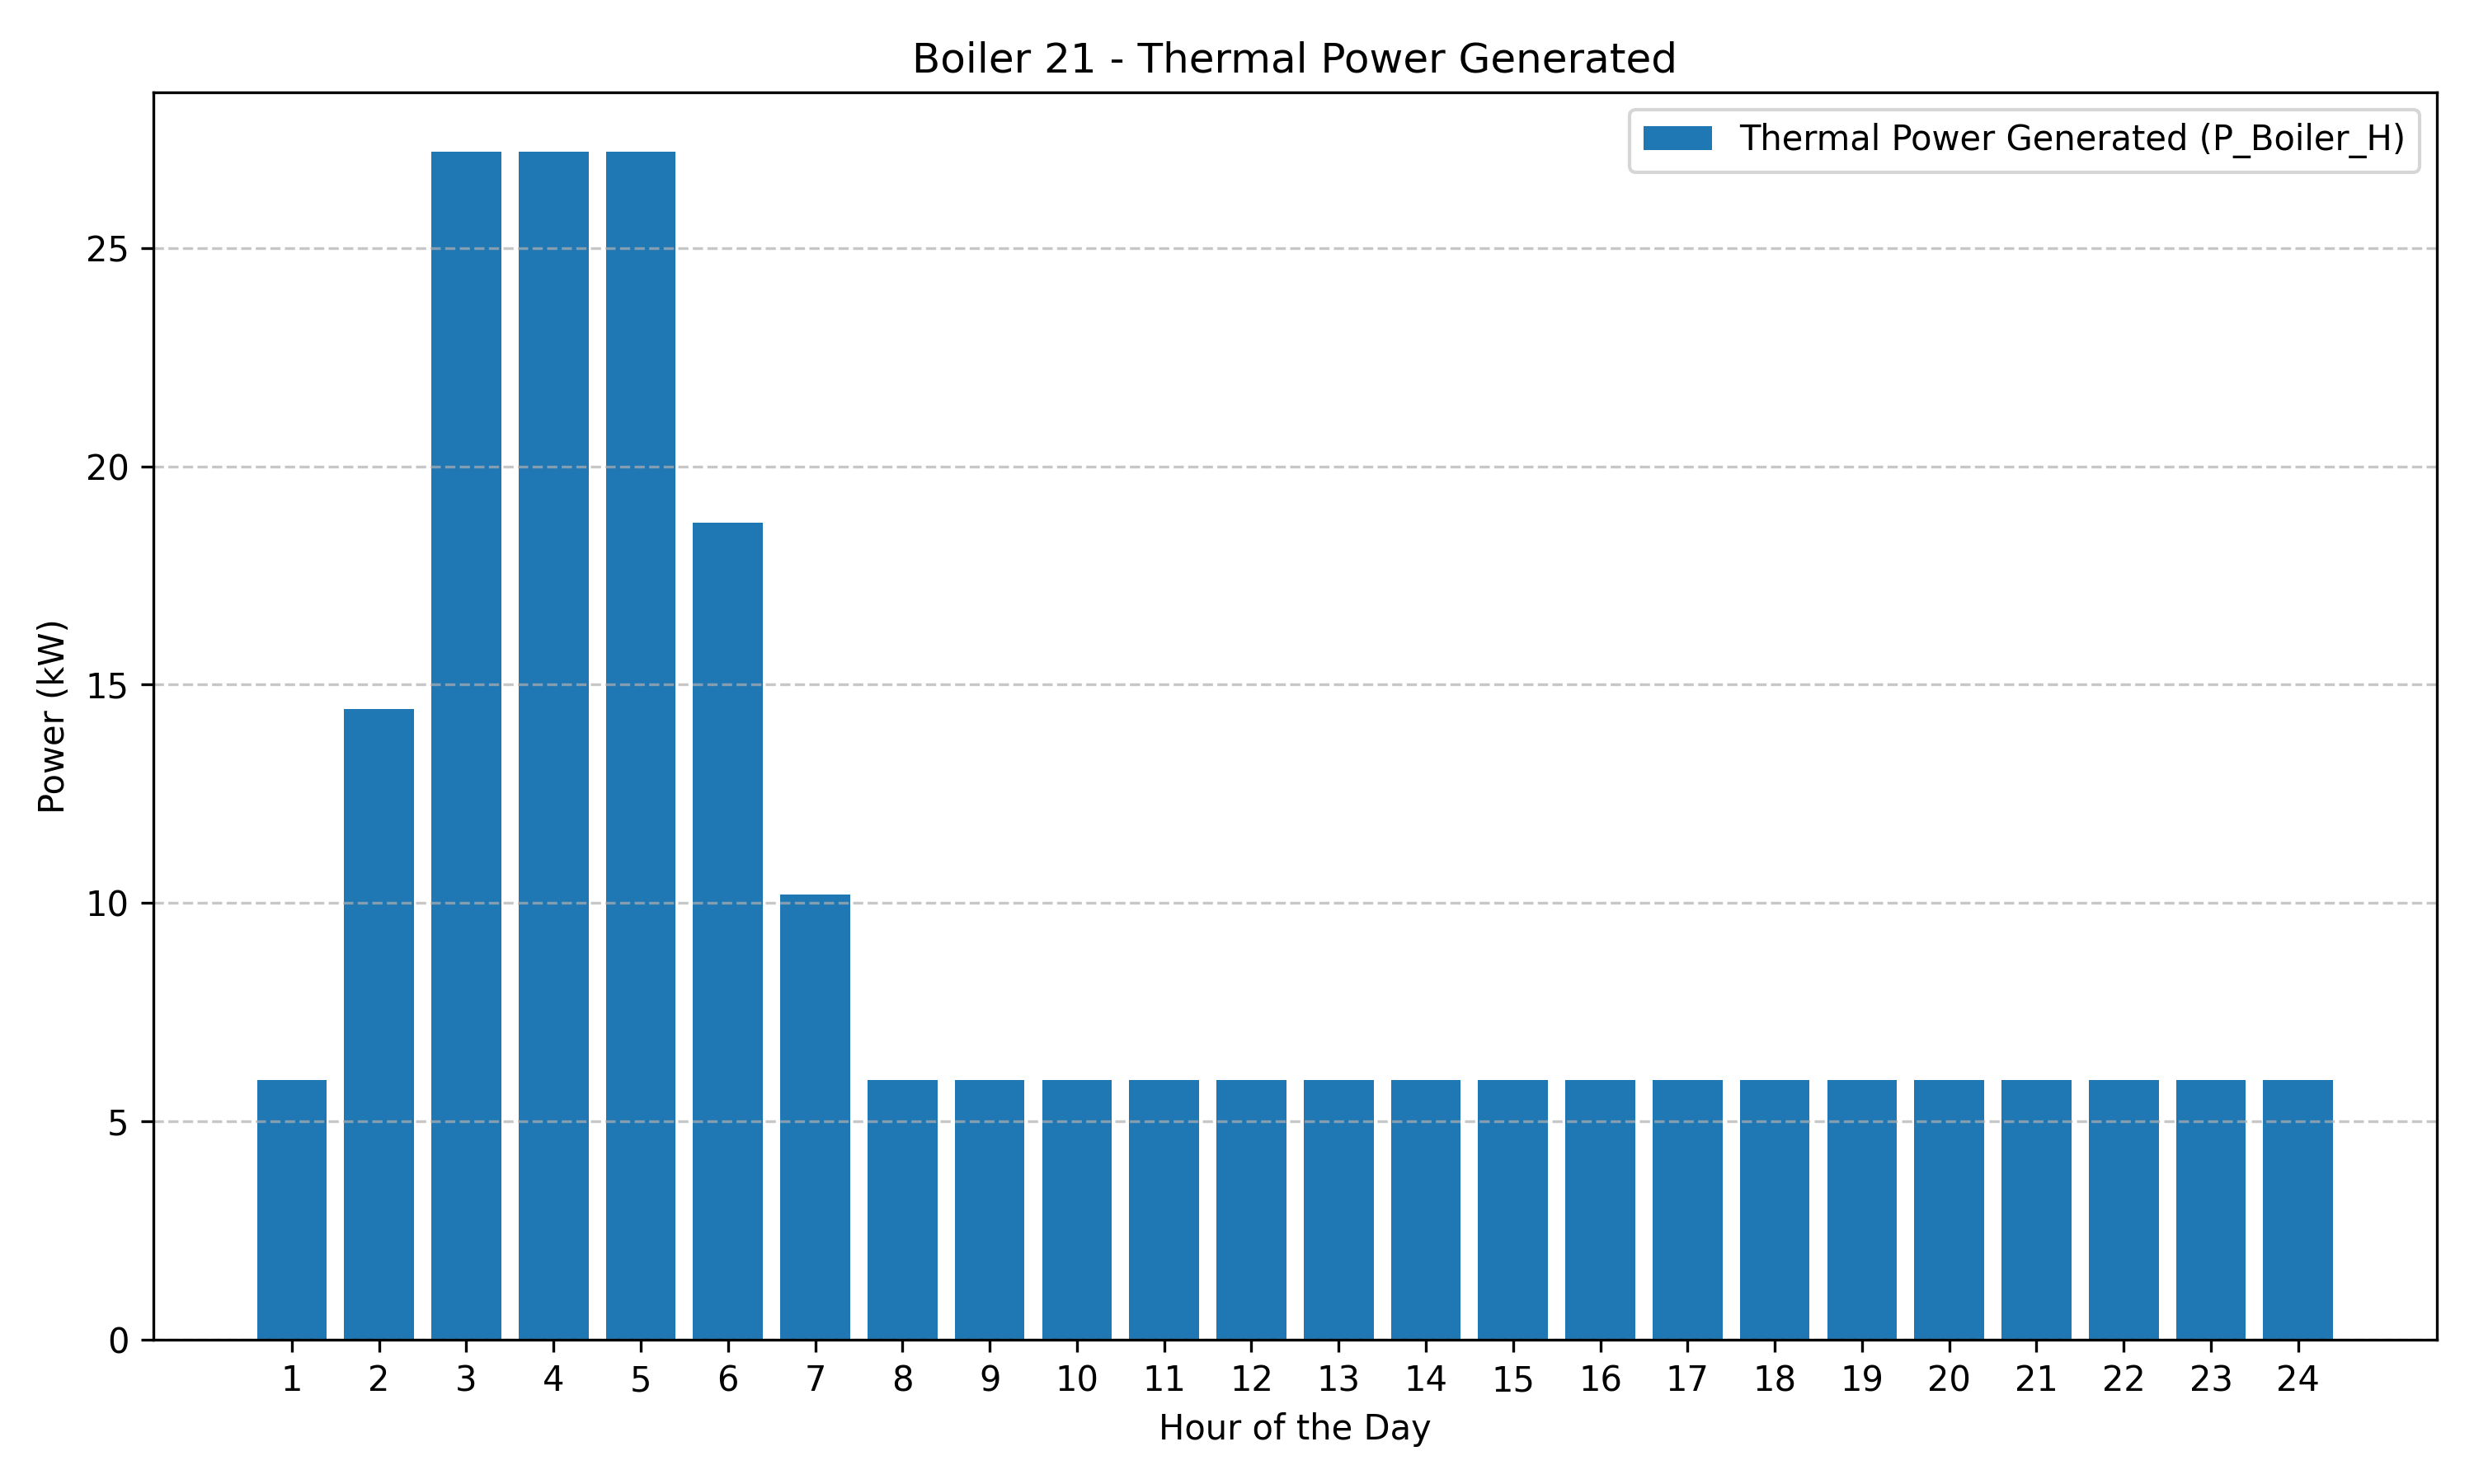 Boiler 21 - Thermal Power Generated
Thermal Power Generated (P_Boiler_H)
25
20
15
10
5
0
Power (kW)
1 2 3 4 5 6 7 8 9 10 11 12 13 14 15 16 17 18 19 20 21 22 23 24
Hour of the Day